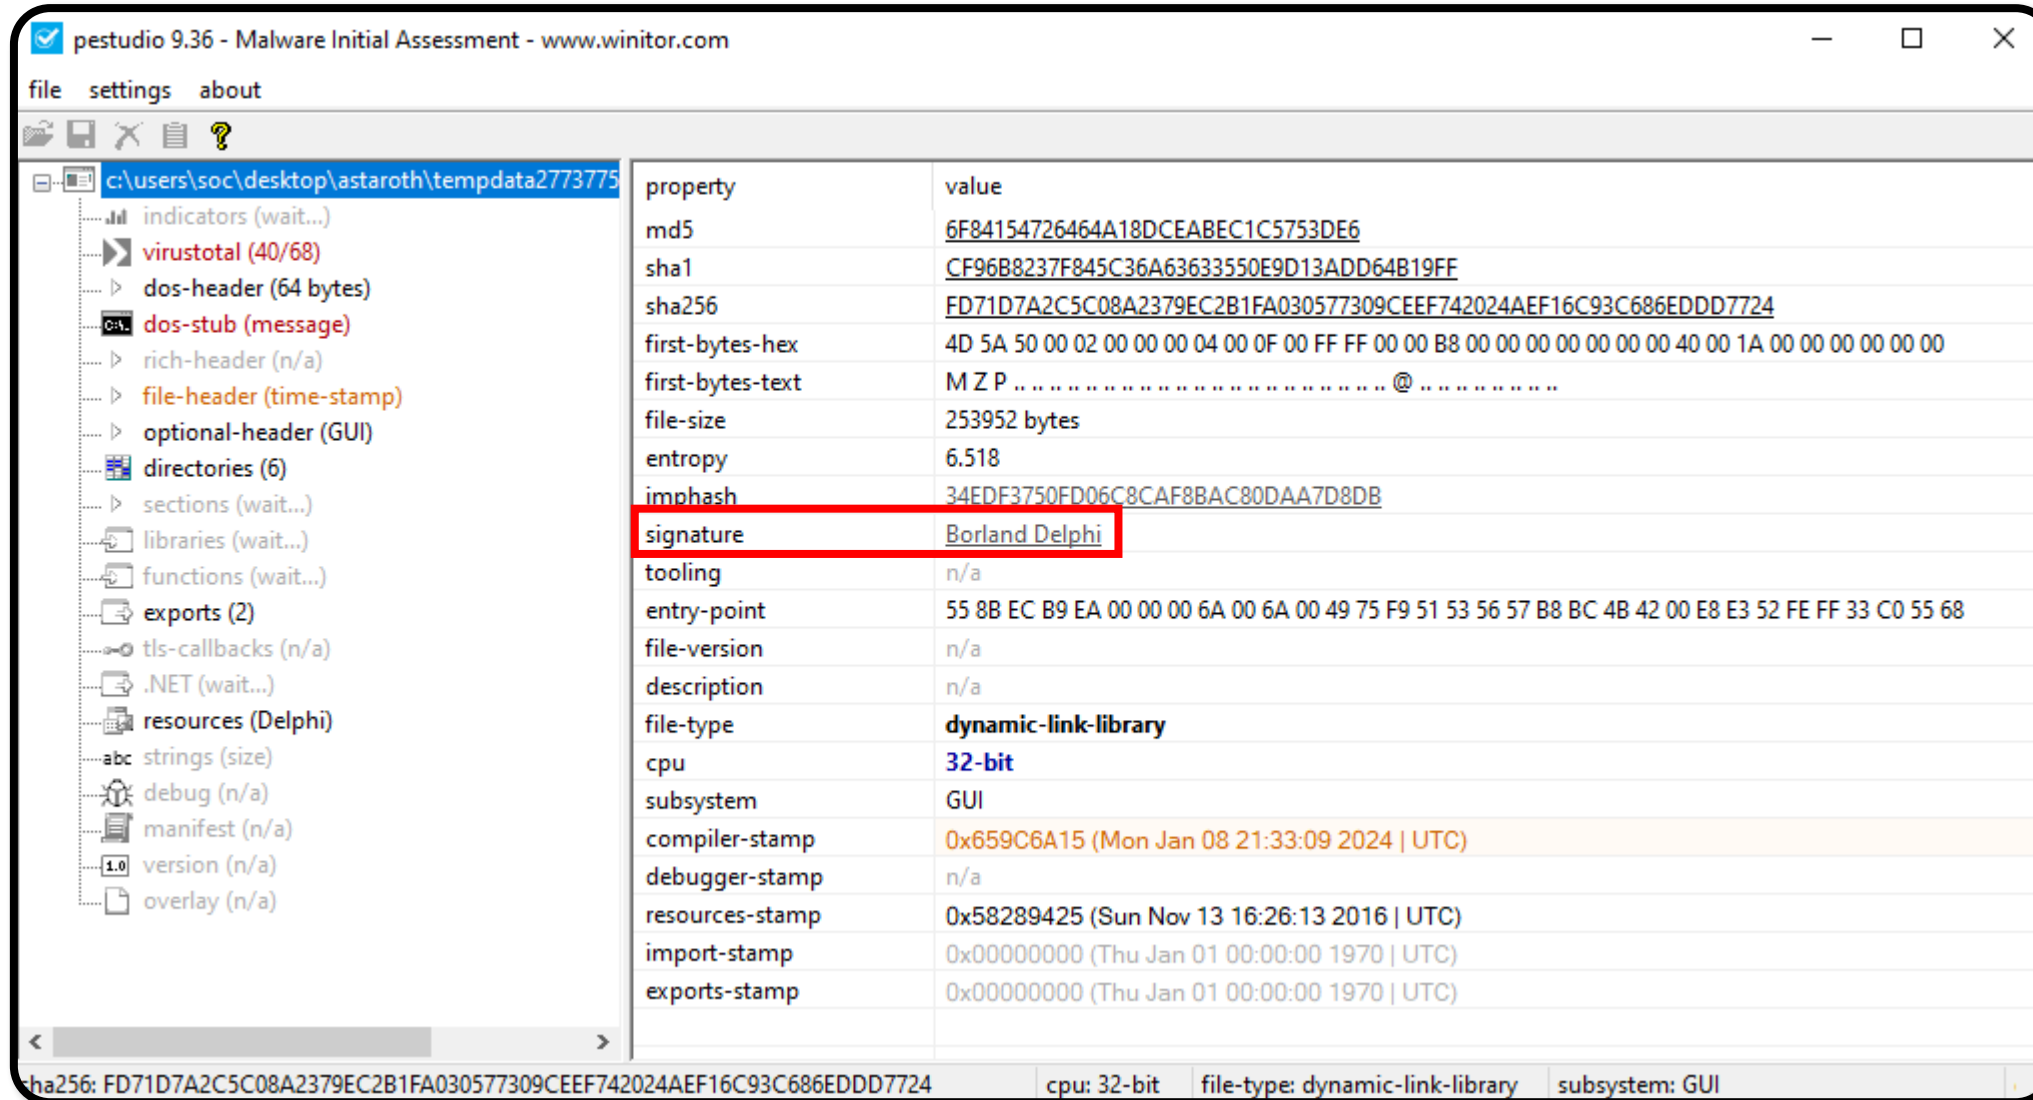 pestudio 9.36 - Malware Initial Assessment - www.winitor.com
file settings about
c:\users\soc\desktop\astaroth\tempdata2773775
indicators (wait...)
virustotal (40/68)
dos-header (64 bytes)
dos-stub (message)
rich-header (n/a)
file-header (time-stamp)
optional-header (GUI)
directories (6)
sections (wait...)
libraries (wait...)
functions (wait...)
exports (2)
tls-callbacks (n/a)
.NET (wait...)
resources (Delphi)
abc strings (size)
debug (n/a)
manifest (n/a)
1.0 version (n/a)
overlay (n/a)
property value
md5 6F84154726464A18DCEABEC1C5753DE6
sha1 CF96B8237F845C36A63633550E9D13ADD64B19FF
sha256 FD71D7A2C5C08A2379EC2B1FA030577309CEEF742024AEF16C93C686EDDD7724
first-bytes-hex 4D 5A 50 00 02 00 00 00 04 00 0F 00 FF FF 00 00 B8 00 00 00 00 00 00 00 40 00 1A 00 00 00 00 00 00
first-bytes-text M Z P .. .. .. .. .. .. .. .. .. .. .. .. .. .. .. .. .. .. .. .. .. @ .. .. .. .. .. .. .. ..
file-size 253952 bytes
entropy 6.518
imphash 34EDF3750FD06C8CAF8BAC80DAA7D8DB
signature Borland Delphi
tooling n/a
entry-point 55 8B EC B9 EA 00 00 00 6A 00 6A 00 49 75 F9 51 53 56 57 B8 BC 4B 42 00 E8 E3 52 FE FF 33 C0 55 68
file-version n/a
description n/a
file-type dynamic-link-library
cpu 32-bit
subsystem GUI
compiler-stamp 0x659C6A15 (Mon Jan 08 21:33:09 2024 | UTC)
debugger-stamp n/a
resources-stamp 0x58289425 (Sun Nov 13 16:26:13 2016 | UTC)
import-stamp 0x00000000 (Thu Jan 01 00:00:00 1970 | UTC)
exports-stamp 0x00000000 (Thu Jan 01 00:00:00 1970 | UTC)
sha256: FD71D7A2C5C08A2379EC2B1FA030577309CEEF742024AEF16C93C686EDDD7724 cpu: 32-bit file-type: dynamic-link-library subsystem: GUI